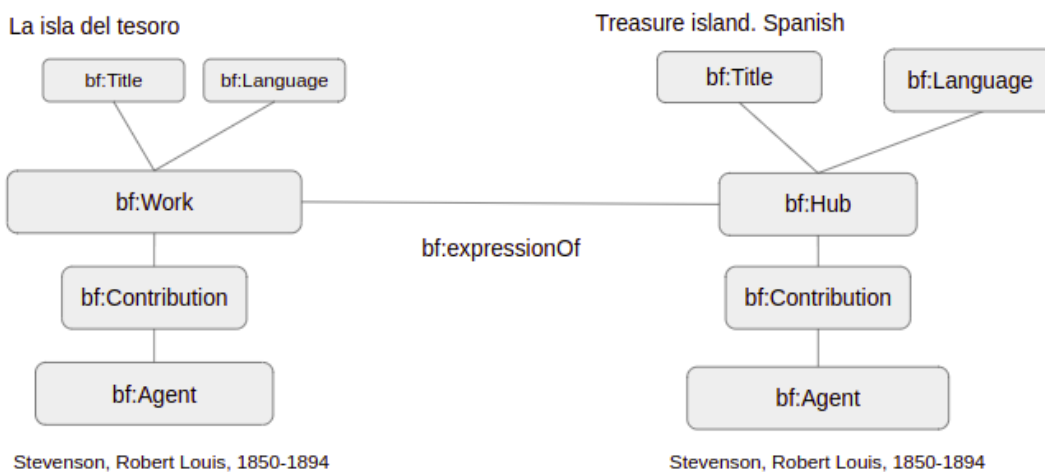 La isla del tesoro
bf:Title
bf:Language
bf:Work
bf:Contribution
bf:Agent
Stevenson, Robert Louis, 1850-1894
bf:expressionOf
Treasure island. Spanish
bf:Title
bf:Language
bf:Hub
bf:Contribution
bf:Agent
Stevenson, Robert Louis, 1850-1894